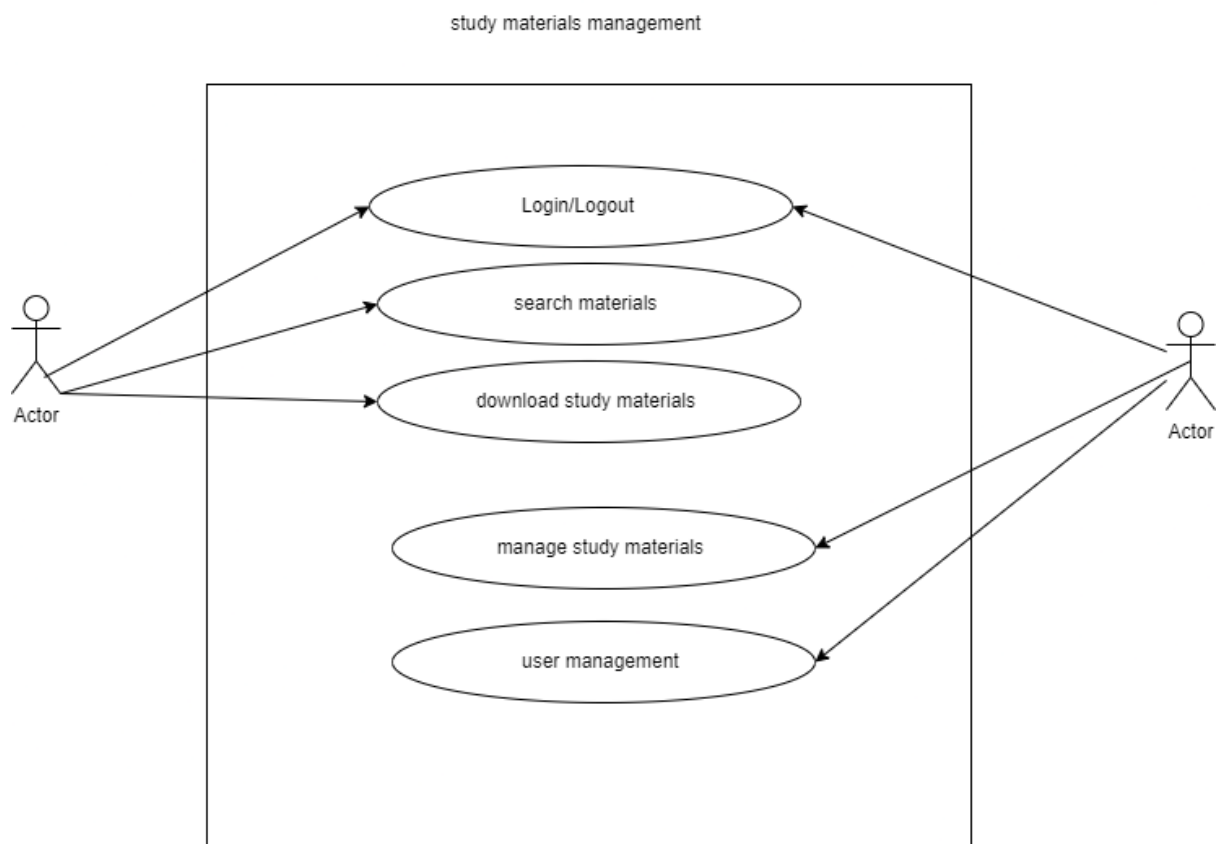 study materials management
Login/Logout
search materials
download study materials
Actor
Actor
manage study materials
user management